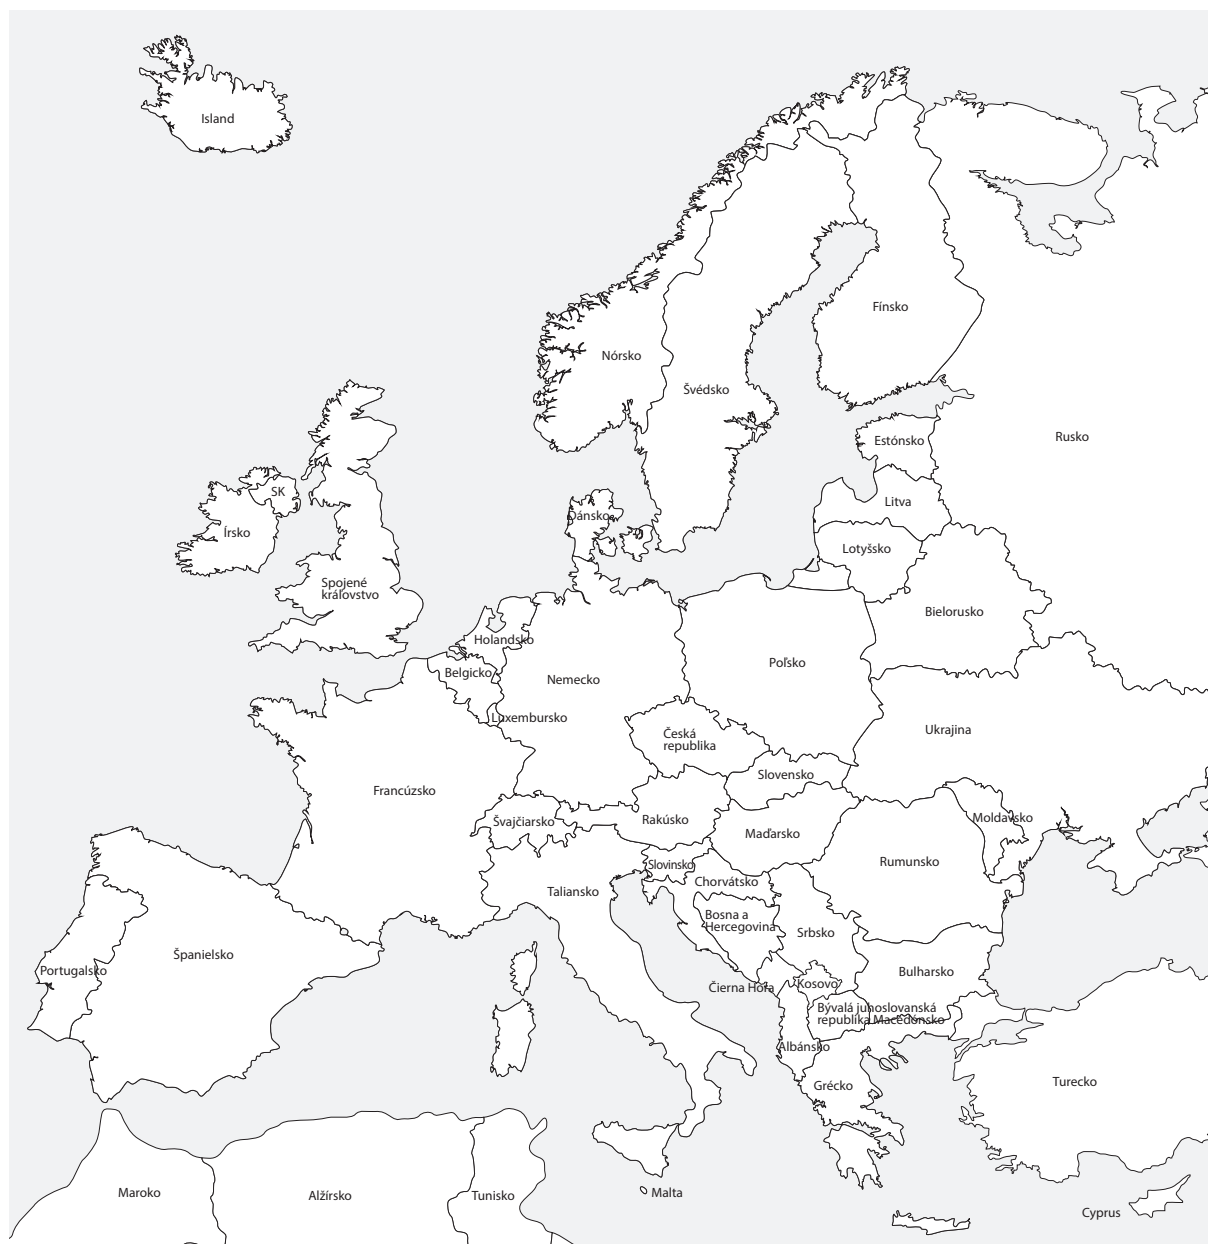 Island
Fínsko
Nórsko
Švédsko
Rusko
Estónsko
SK
Litva
Dánsko
Írsko
Lotyšsko
Spojené
kráľovstvo
Bielorusko
Holandsko
Poľsko
Belgicko
Nemecko
Luxembursko
Ukrajina
Česká
republika
Slovensko
Francúzsko
Moldavsko
Švajčiarsko
Rakúsko
Maďarsko
Rumunsko
Slovinsko
Chorvátsko
Taliansko
Bosna a
Hercegovina
Srbsko
Španielsko
Portugalsko
Bulharsko
Čierna Hora
Kosovo
Bývalá juhoslovanská
republika Macedónsko
Albánsko
Turecko
Grécko
Maroko
Alžírsko
Tunisko
Malta
Cyprus